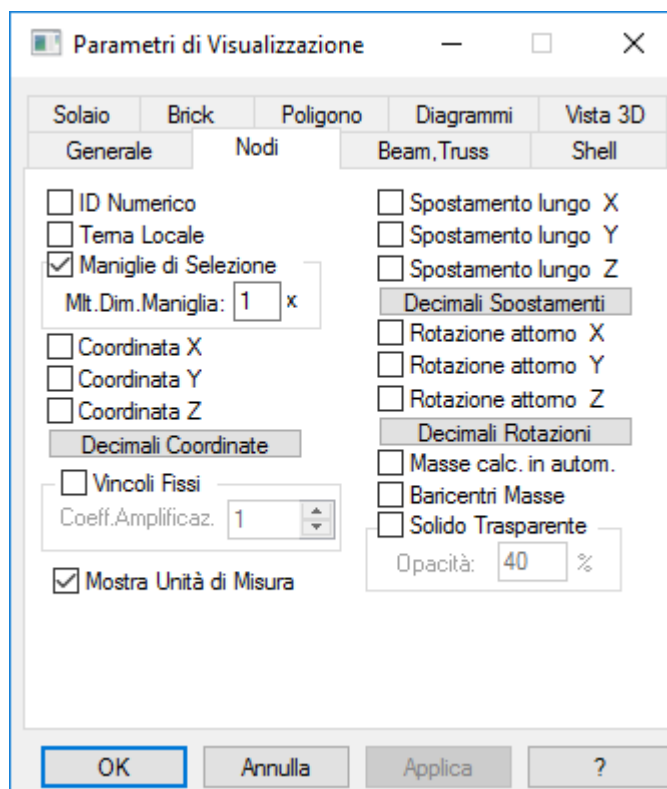 Parametri di Visualizzazione
Solaio Brick Poligono Diagrammi Vista 3D
Generale Nodi Beam,Truss Shell
ID Numerico
Terna Locale
Maniglie di Selezione
Mlt.Dim.Maniglia: 1 x
Coordinata X
Coordinata Y
Coordinata Z
Decimali Coordinate
Vincoli Fissi
Coeff.Amplificaz. 1
Mostra Unità di Misura
Spostamento lungo X
Spostamento lungo Y
Spostamento lungo Z
Decimali Spostamenti
Rotazione attorno X
Rotazione attorno Y
Rotazione attorno Z
Decimali Rotazioni
Masse calc. in autom.
Baricentri Masse
Solido Trasparente
Opacità: 40 %
OK Annulla Applica ?